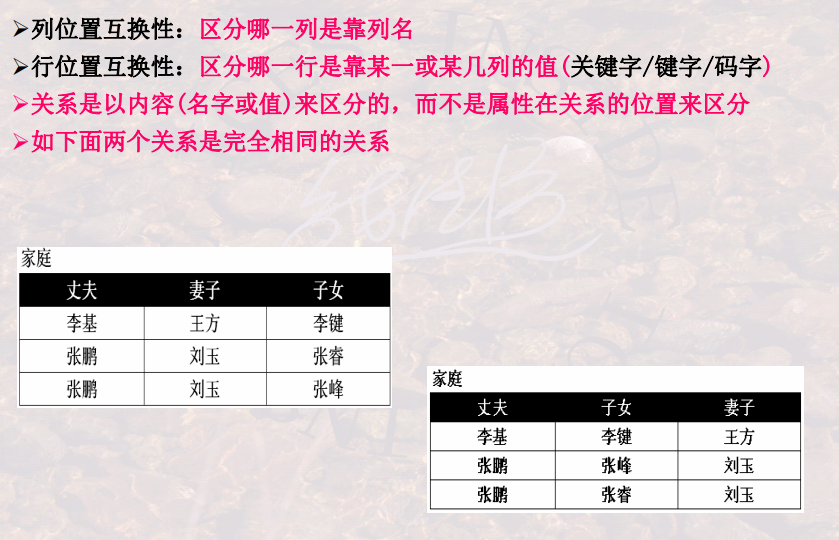 列位置互换性：区分哪一列是靠列名
行位置互换性：区分哪一行是靠某一或某几列的值(关键字/键字/码字)
关系是以内容(名字或值)来区分的，而不是属性在关系的位置来区分
如下面两个关系是完全相同的关系
家庭
丈夫 妻子 子女
李基 王方 李键
张鹏 刘玉 张睿
张鹏 刘玉 张峰
家庭
丈夫 子女 妻子
李基 李键 王方
张鹏 张峰 刘玉
张鹏 张睿 刘玉